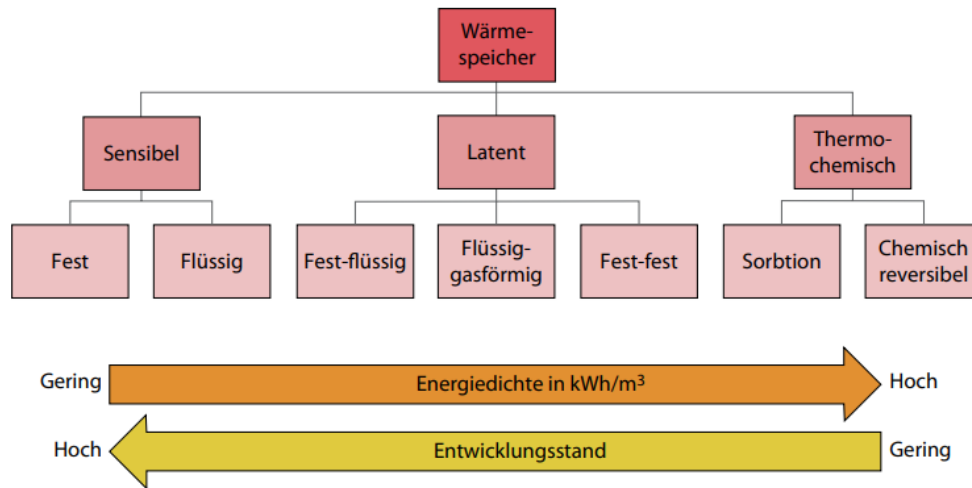 Wärme-
speicher
Sensibel
Latent
Thermo-
chemisch
Fest
Flüssig
Fest-flüssig
Flüssig-
gasförmig
Fest-fest
Sorbtion
Chemisch
reversibel
Gering
Energiedichte in kWh/m³
Hoch
Hoch
Entwicklungsstand
Gering